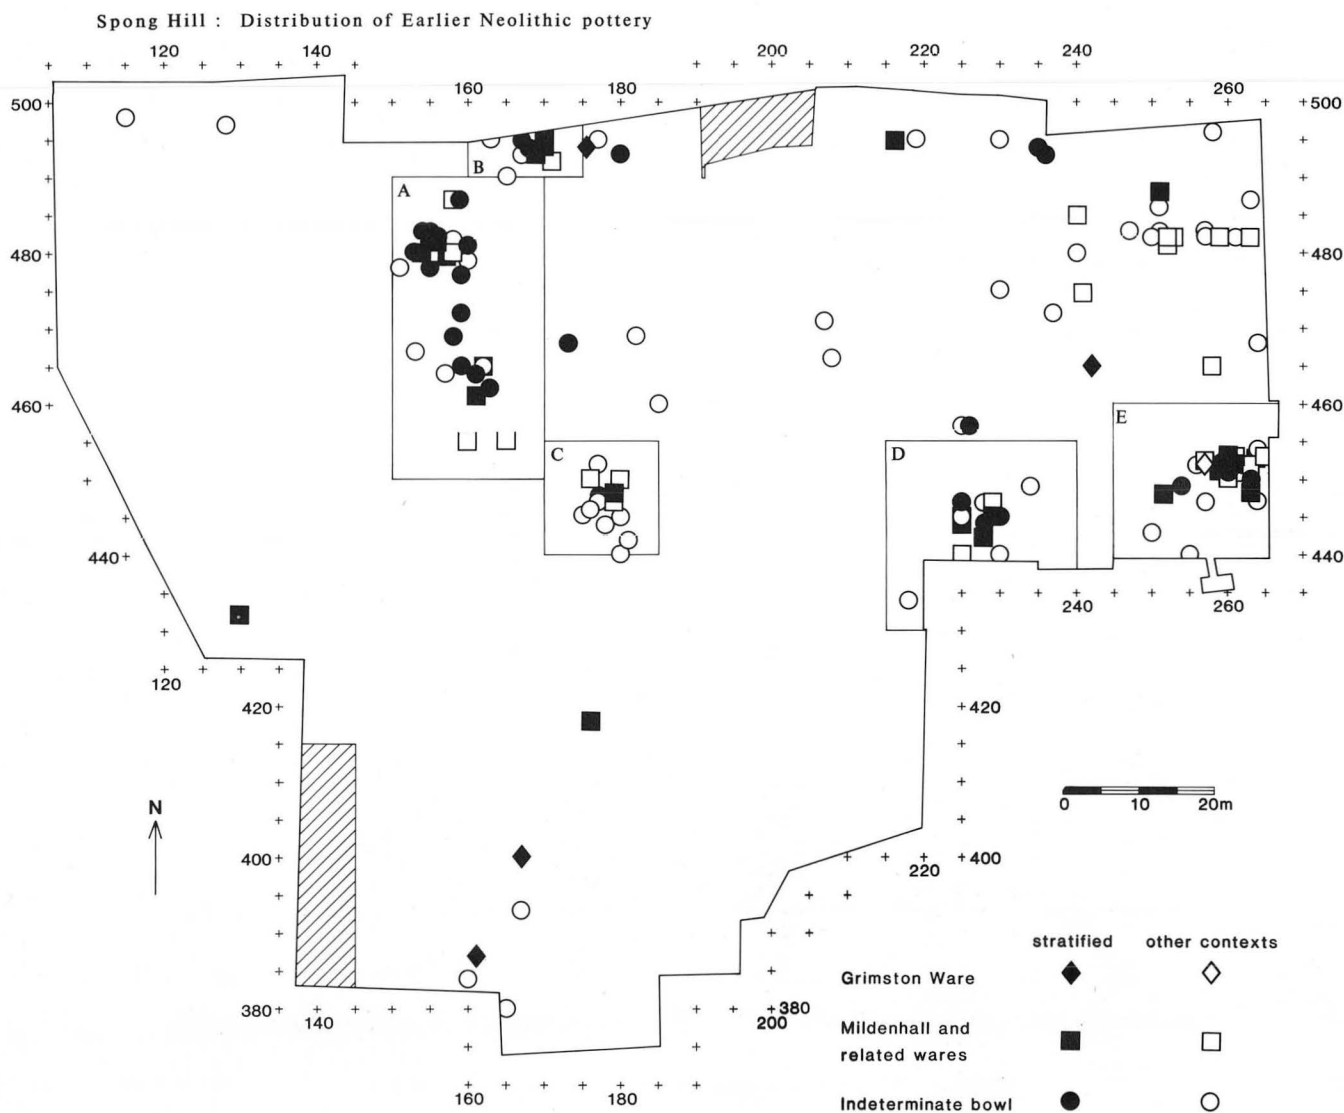 Spong Hill : Distribution of Earlier Neolithic pottery
120 140 200 220 240
160 180 260
500 500
B
A
480 480
460 460
E
C D
440 440
240 260
120
420 420
N
0 10 20m
400 220 400
stratified other contexts
Grimston Ware
380 140 380
200
Mildenhall and
related wares
160 180 Indeterminate bowl